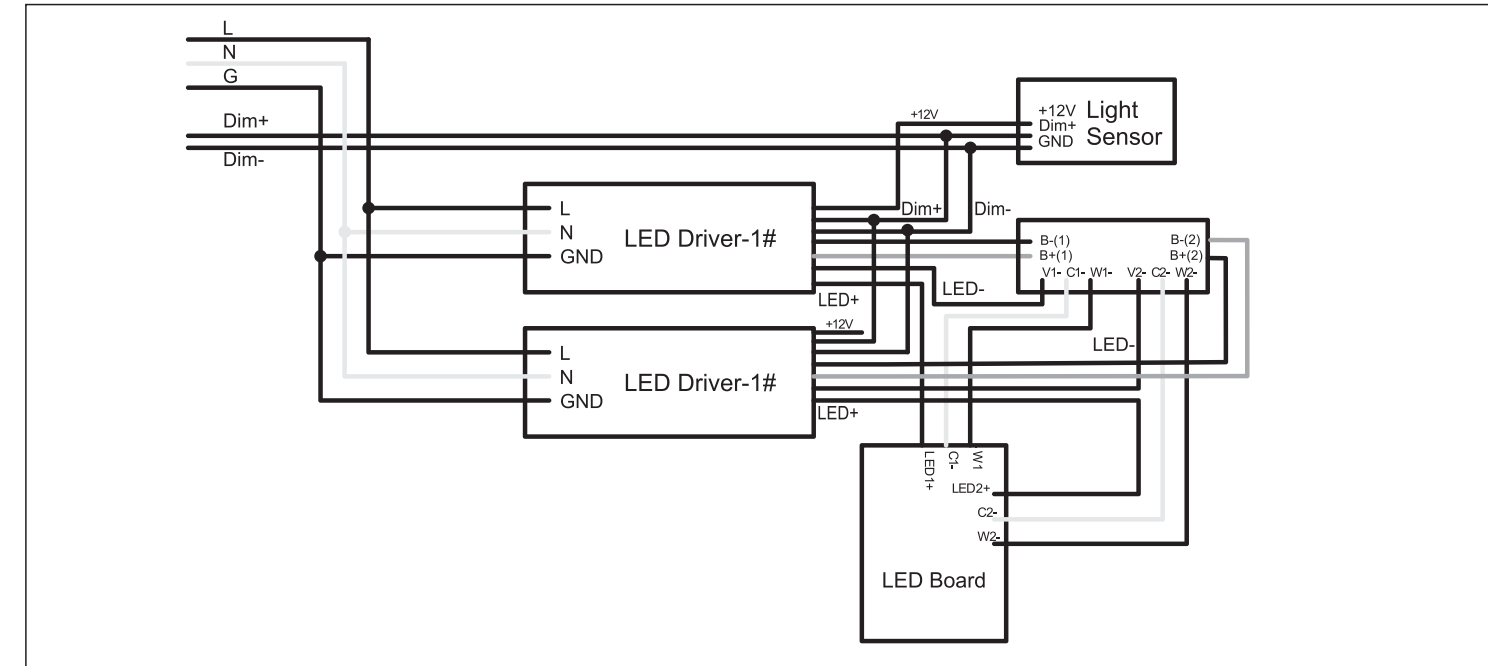 L
N
G
Dim+
Dim-
+12V
+12V
Dim+
GND
Light
Sensor
L
N
GND
LED Driver-1#
Dim+
Dim-
LED+
LED-
B-(1)
B+(1)
B-(2)
B+(2)
V1- C1- W1- V2- C2- W2-
+12V
L
N
GND
LED Driver-1#
LED+
LED-
LED1+
C1-
W1
LED2+
C2-
W2-
LED Board